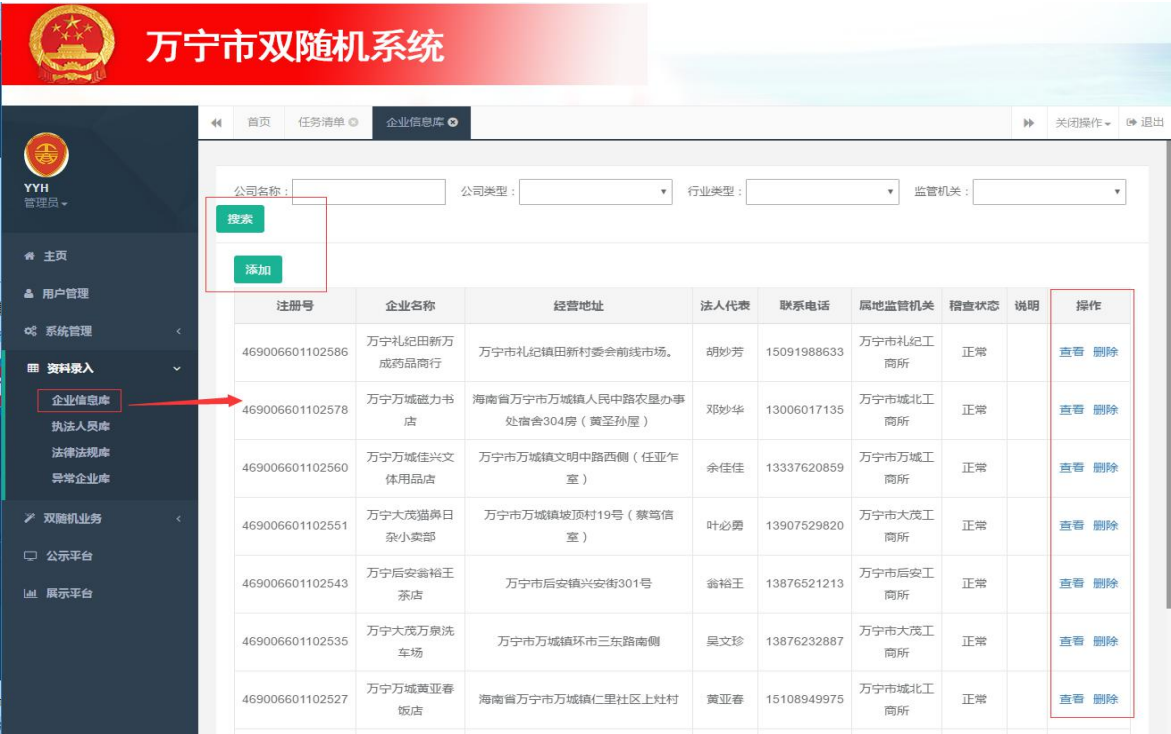 万宁市双随机系统
首页 任务清单 企业信息库 关闭操作 退出
YYH
管理员
公司名称： 公司类型： 行业类型： 监管机关：
搜索
添加
主页
用户管理
系统管理
资料录入
企业信息库
执法人员库
法律法规库
异常企业库
双随机业务
公示平台
展示平台
注册号 企业名称 经营地址 法人代表 联系电话 属地监管机关 稽查状态 说明 操作
469006601102586 万宁礼纪田新万 万宁市礼纪镇田新村委会前线市场。 胡妙芳 15091988633 万宁市礼纪工 正常 查看 删除
成药品商行 商所
469006601102578 万宁万城磁力书 海南省万宁市万城镇人民中路农垦办事 邓妙华 13006017135 万宁市城北工 正常 查看 删除
店 处宿舍304房（黄圣孙屋） 商所
469006601102560 万宁万城佳兴文 万宁市万城镇文明中路西侧（任亚乍 余佳佳 13337620859 万宁市万城工 正常 查看 删除
体用品店 室） 商所
469006601102551 万宁大茂猫鼻日 万宁市万城镇坡顶村19号（蔡笃信 叶必勇 13907529820 万宁市大茂工 正常 查看 删除
杂小卖部 室） 商所
469006601102543 万宁后安翁裕王 万宁市后安镇兴安街301号 翁裕王 13876521213 万宁市后安工 正常 查看 删除
茶店 商所
469006601102535 万宁大茂万泉洗 万宁市万城镇环市三东路南侧 吴文珍 13876232887 万宁市大茂工 正常 查看 删除
车场 商所
469006601102527 万宁万城黄亚春 海南省万宁市万城镇仁里社区上灶村 黄亚春 15108949975 万宁市城北工 正常 查看 删除
饭店 商所